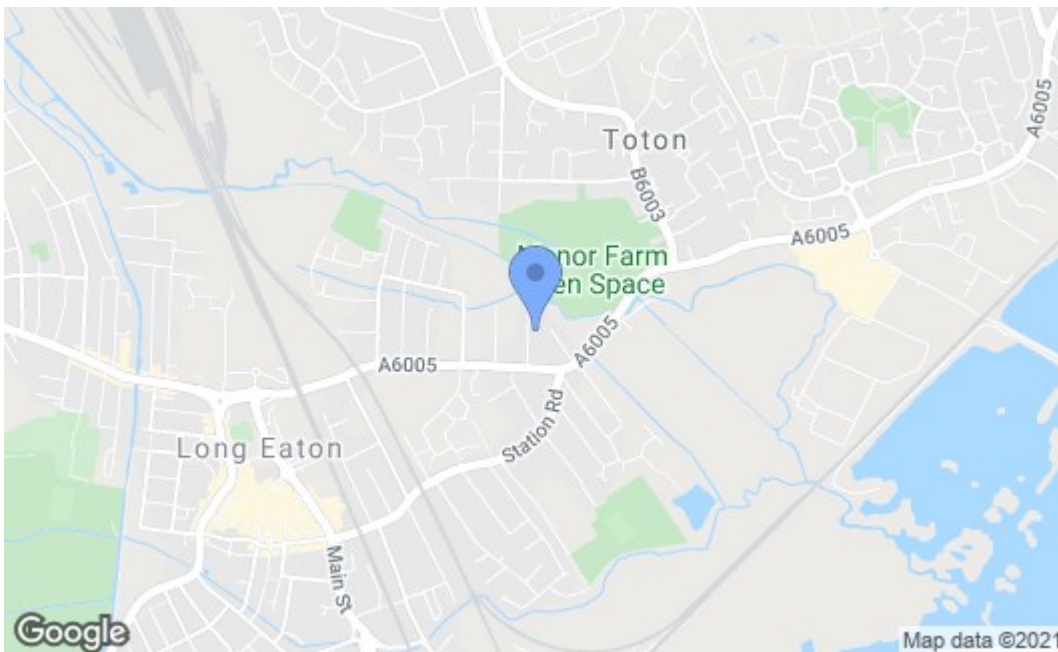 Toton
A6005
B6003
A6005
Manor Farm
en Space
A6005
A6005
Station Rd
Long Eaton
Main St
Google
Map data ©2021